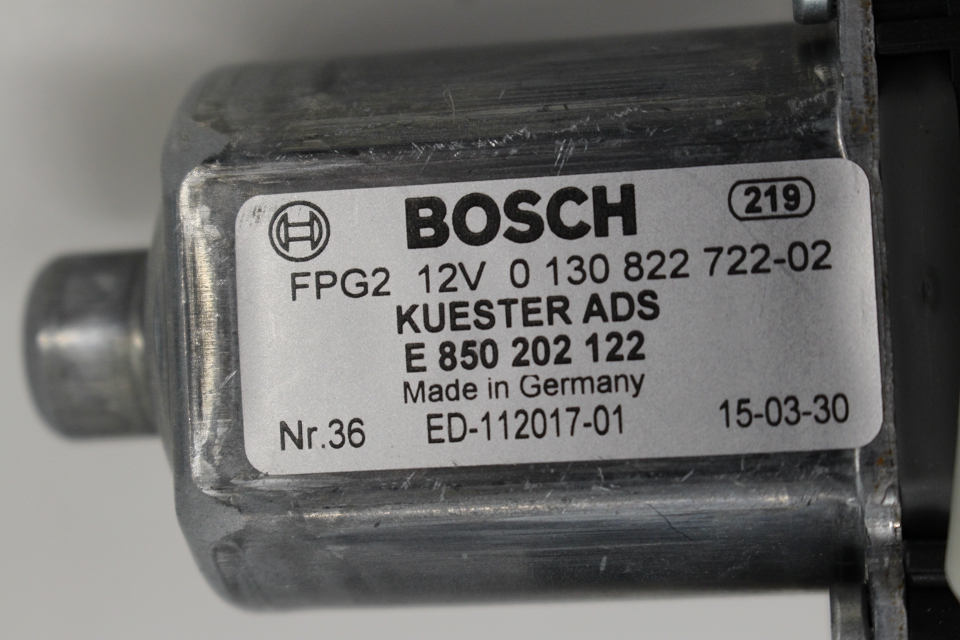 BOSCH 219
FPG2 12V 0 130 822 722-02
KUESTER ADS
E 850 202 122
Made in Germany
Nr.36 ED-112017-01 15-03-30